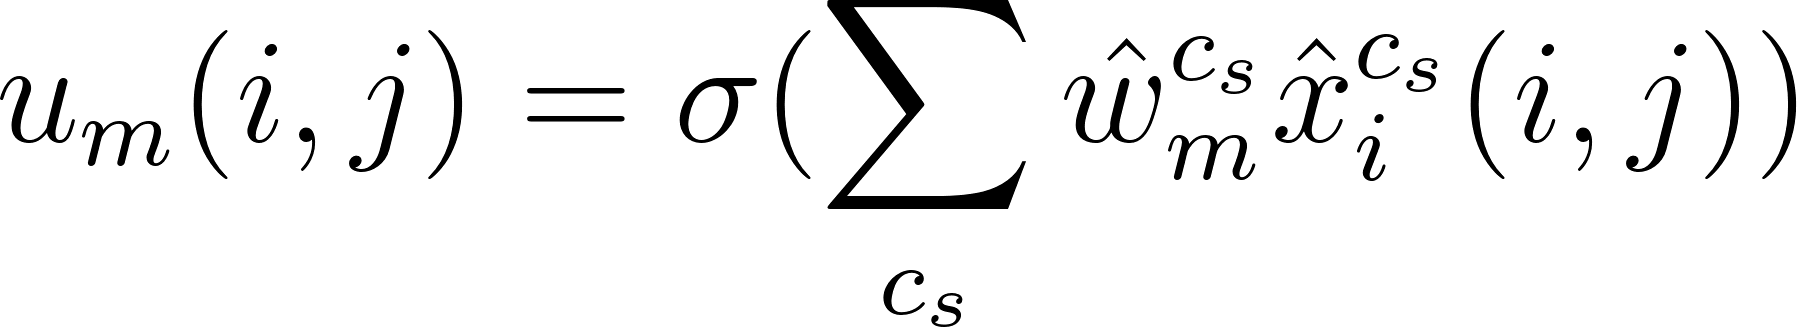 $u_m(i,j) = \sigma(\sum_{c_s} \hat{w}_m^{c_s} \hat{x}_i^{c_s}(i,j))$